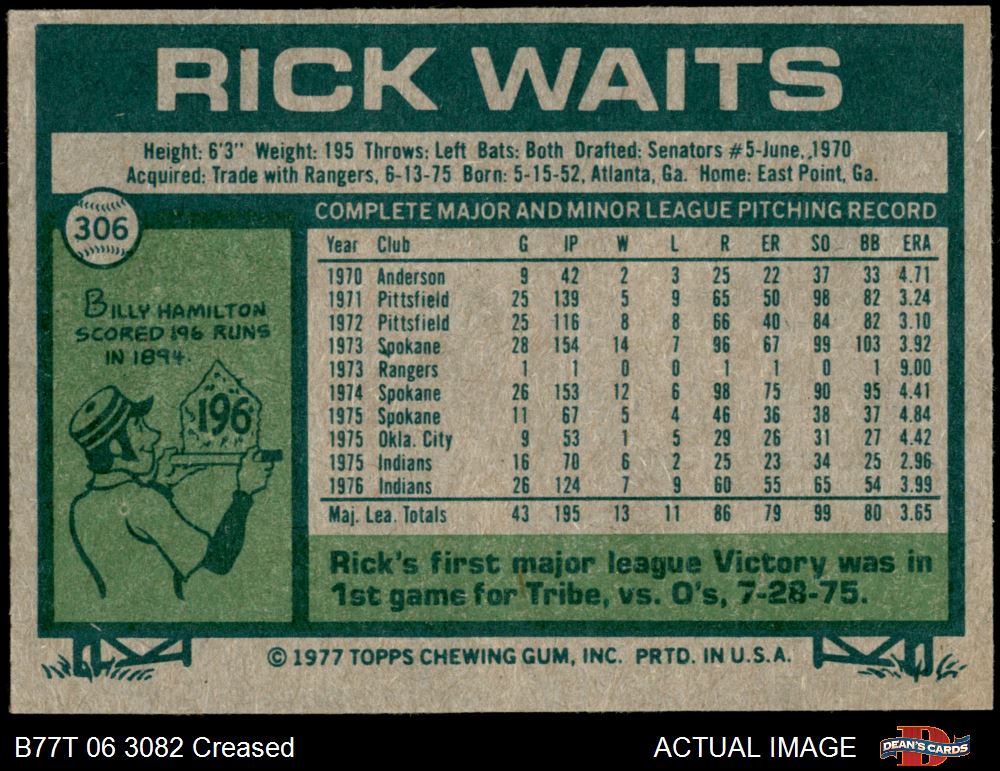 RICK WAITS
Height: 6'3" Weight: 195 Throws: Left Bats: Both Drafted: Senators #5-June, 1970
Acquired: Trade with Rangers, 6-13-75 Born: 5-15-52, Atlanta, Ga. Home: East Point, Ga.
306
BILLY HAMILTON
SCORED 196 RUNS
IN 1894.
196
COMPLETE MAJOR AND MINOR LEAGUE PITCHING RECORD
Year Club G IP W L R ER SO BB ERA
1970 Anderson 9 42 2 3 25 22 37 33 4.71
1971 Pittsfield 25 139 5 9 65 50 98 82 3.24
1972 Pittsfield 25 116 8 8 66 40 84 82 3.10
1973 Spokane 28 154 14 7 96 67 99 103 3.92
1973 Rangers 1 1 0 0 1 1 0 1 9.00
1974 Spokane 26 153 12 6 98 75 90 95 4.41
1975 Spokane 11 67 5 4 46 36 38 37 4.84
1975 Okla. City 9 53 1 5 29 26 31 27 4.42
1975 Indians 16 70 6 2 25 23 34 25 2.96
1976 Indians 26 124 7 9 60 55 65 54 3.99
Maj. Lea. Totals 43 195 13 11 86 79 99 80 3.65
Rick's first major league Victory was in
1st game for Tribe, vs. O's, 7-28-75.
© 1977 TOPPS CHEWING GUM, INC. PRTD. IN U.S.A.
B77T 06 3082 Creased
ACTUAL IMAGE
DEAN'S CARDS